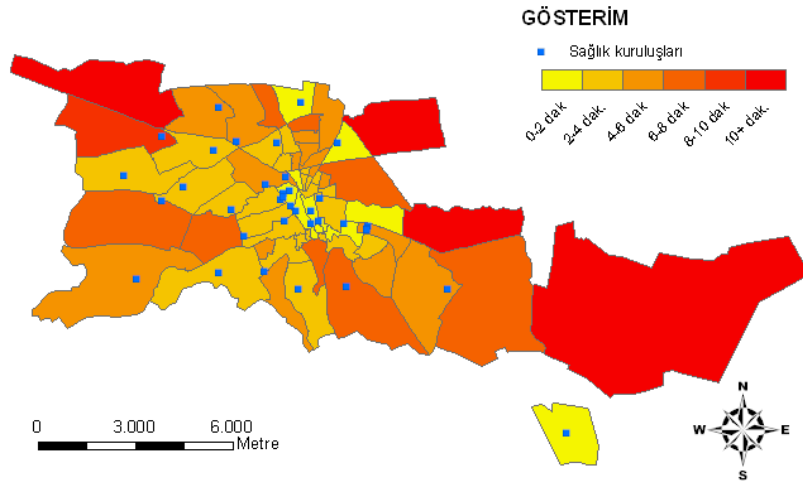 GÖSTERİM
Sağlık kuruluşları
0-2 dak
2-4 dak.
4-6 dak
6-8 dak
8-10 dak
10+ dak.
0 3.000 6.000
Metre
N
W E
S